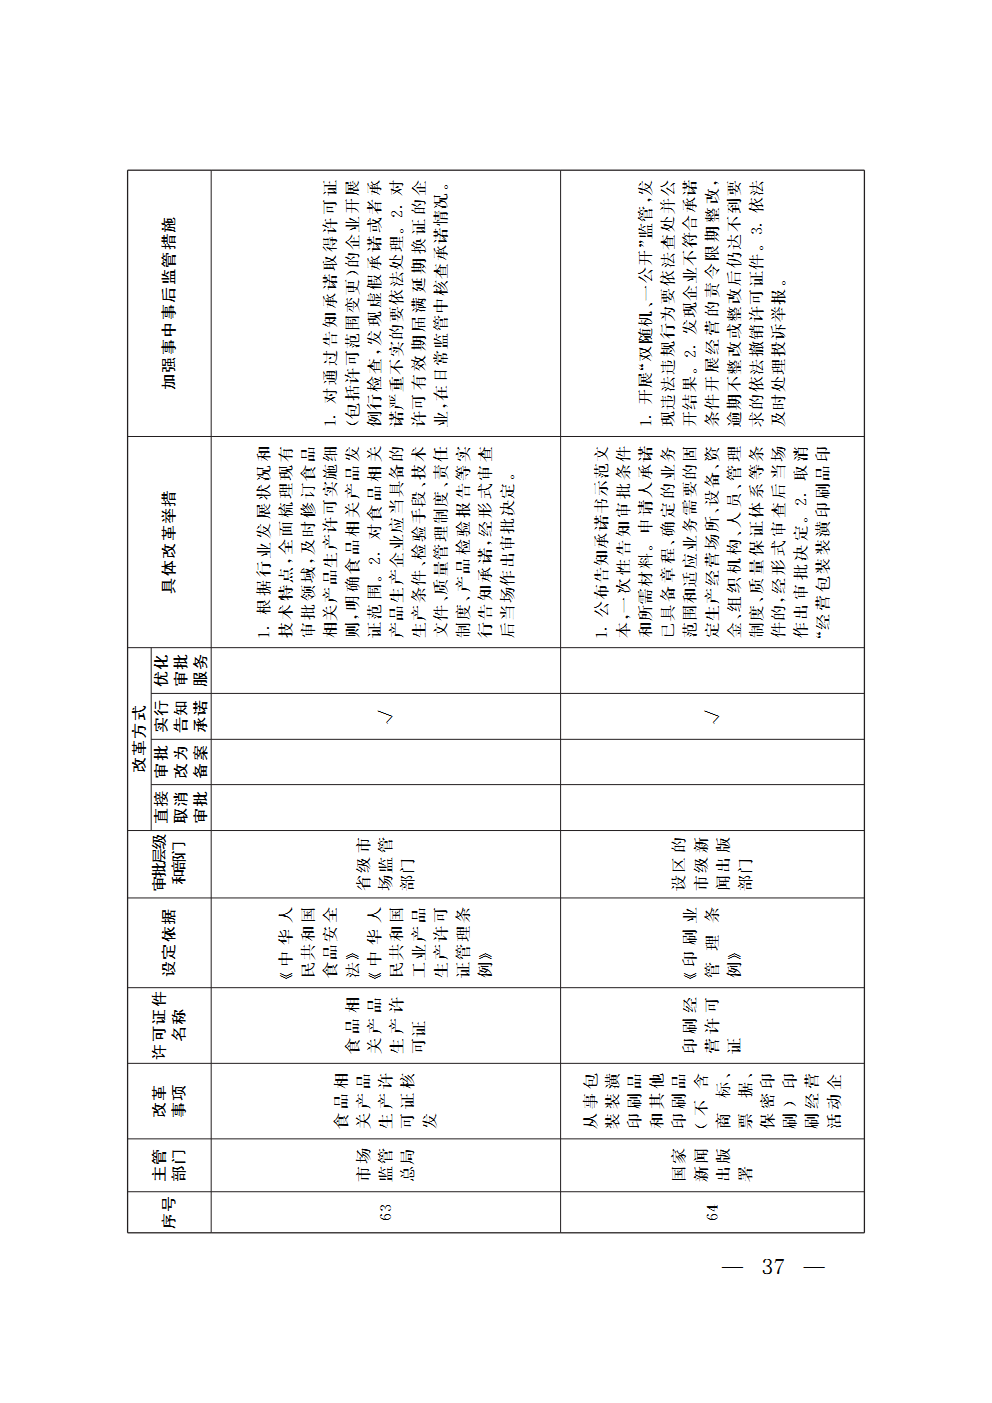 序号
主管
部门
改革
事项
许可证件
名称
设定依据
审批层级
和部门
改革方式
直接
取消
审批
审批
改为
备案
实行
告知
承诺
优化
审批
服务
具体改革举措
加强事中事后监管措施
63
市场
监管
总局
食品相
关产品
生产许
可证核
发
食品相
关产品
生产许
可证
《中华人
民共和国
食品安全
法》
《中华人
民共和国
工业产品
生产许可
证管理条
例》
省级市
场监管
部门
√
1. 根据行业发展状况和
技术特点,全面梳理现有
审批领域,及时修订食品
相关产品生产许可实施细
则,明确食品相关产品发
证范围。2. 对食品相关
产品生产企业应当具备的
生产条件、检验手段、技术
文件、质量管理制度、责任
制度、产品检验报告等实
行告知承诺,经形式审查
后当场作出审批决定。
1. 对通过告知承诺取得许可证
(包括许可范围变更)的企业开展
例行检查,发现虚假承诺或者承
诺严重不实的要依法处理。2. 对
许可有效期届满延期换证的企
业,在日常监管中核查承诺情况。
64
国家
新闻
出版
署
从事包
装装潢
印刷品
和其他
印刷品
(不含
商标、
票据、
保密印
刷)印
刷经营
活动企
印刷经
营许可
证
《印刷业
管理条
例》
设区的
市级新
闻出版
部门
√
1. 公布告知承诺书示范文
本,一次性告知审批条件
和所需材料。申请人承诺
已具备章程、确定的业务
范围和适应业务需要的固
定生产经营场所、设备、资
金、组织机构、人员、管理
制度、质量保证体系等条
件的,经形式审查后当场
作出审批决定。2. 取消
“经营包装装潢印刷品印
1. 开展“双随机、一公开”监管,发
现违法违规行为要依法查处并公
开结果。2. 发现企业不符合承诺
条件开展经营的责令限期整改,
逾期不整改或整改后仍达不到要
求的依法撤销许可证件。3. 依法
及时处理投诉举报。
— 37 —